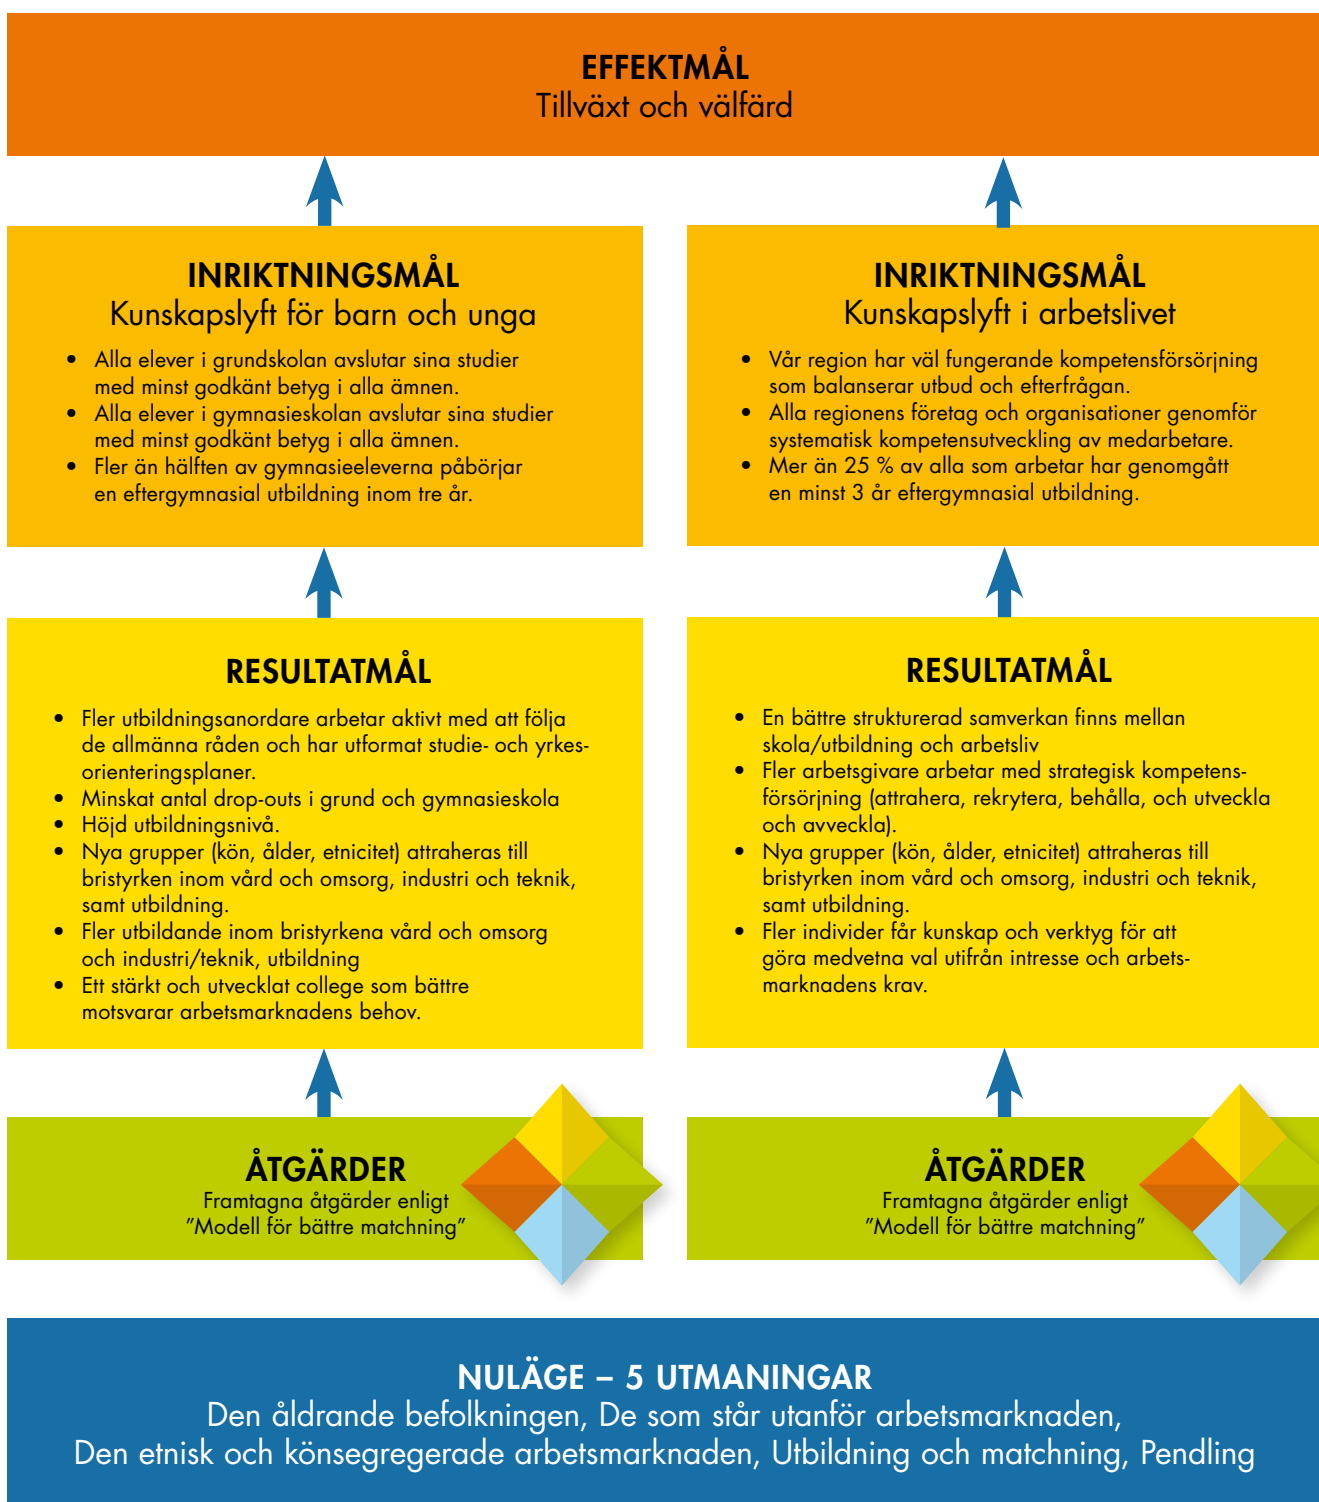 EFFEKTMÅL
Tillväxt och välfärd
INRIKTNINGSMÅL
Kunskapslyft för barn och unga
• Alla elever i grundskolan avslutar sina studier
med minst godkänt betyg i alla ämnen.
• Alla elever i gymnasieskolan avslutar sina studier
med minst godkänt betyg i alla ämnen.
• Fler än hälften av gymnasieeleverna påbörjar
en eftergymnasial utbildning inom tre år.
INRIKTNINGSMÅL
Kunskapslyft i arbetslivet
• Vår region har väl fungerande kompetensförsörjning
som balanserar utbud och efterfrågan.
• Alla regionens företag och organisationer genomför
systematisk kompetensutveckling av medarbetare.
• Mer än 25 % av alla som arbetar har genomgått
en minst 3 år eftergymnasial utbildning.
RESULTATMÅL
• Fler utbildningsanordare arbetar aktivt med att följa
de allmänna råden och har utformat studie- och yrkes-
orienteringsplaner.
• Minskat antal drop-outs i grund och gymnasieskola
• Höjd utbildningsnivå.
• Nya grupper (kön, ålder, etnicitet) attraheras till
bristyrken inom vård och omsorg, industri och teknik,
samt utbildning.
• Fler utbildande inom bristyrkena vård och omsorg
och industri/teknik, utbildning
• Ett stärkt och utvecklat college som bättre
motsvarar arbetsmarknadens behov.
RESULTATMÅL
• En bättre strukturerad samverkan finns mellan
skola/utbildning och arbetsliv
• Fler arbetsgivare arbetar med strategisk kompetens-
försörjning (attrahera, rekrytera, behålla, och utveckla
och avveckla).
• Nya grupper (kön, ålder, etnicitet) attraheras till
bristyrken inom vård och omsorg, industri och teknik,
samt utbildning.
• Fler individer får kunskap och verktyg för att
göra medvetna val utifrån intresse och arbets-
marknadens krav.
ÅTGÄRDER
Framtagna åtgärder enligt
”Modell för bättre matchning”
ÅTGÄRDER
Framtagna åtgärder enligt
”Modell för bättre matchning”
NULÄGE – 5 UTMANINGAR
Den åldrande befolkningen, De som står utanför arbetsmarknaden,
Den etnisk och könsegregerade arbetsmarknaden, Utbildning och matchning, Pendling